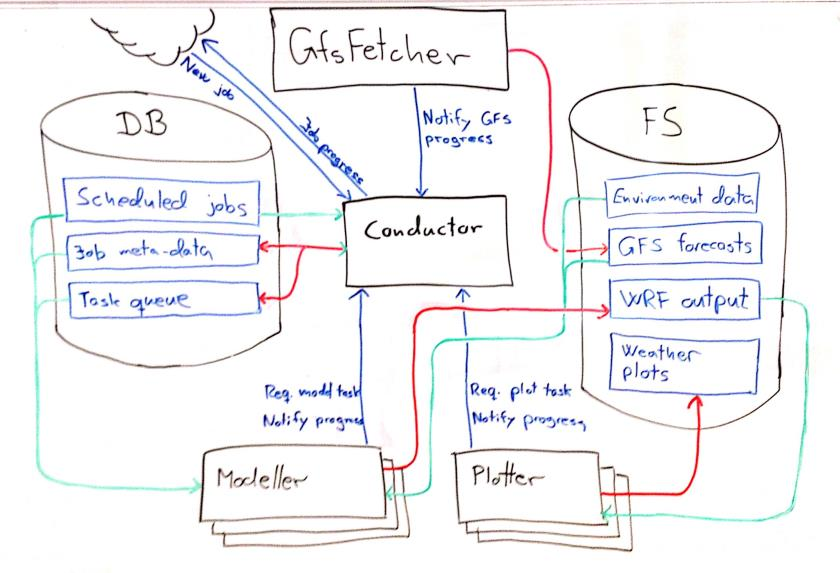 GfsFetcher
New job
Job progress
Notify GFS
progress
DB
Scheduled jobs
Job meta-data
Task queue
Conductor
FS
Environment data
GFS forecasts
WRF output
Weather
plots
Req. modd task
Notify progress
Req. plot task
Notify progress
Modeller
Plotter